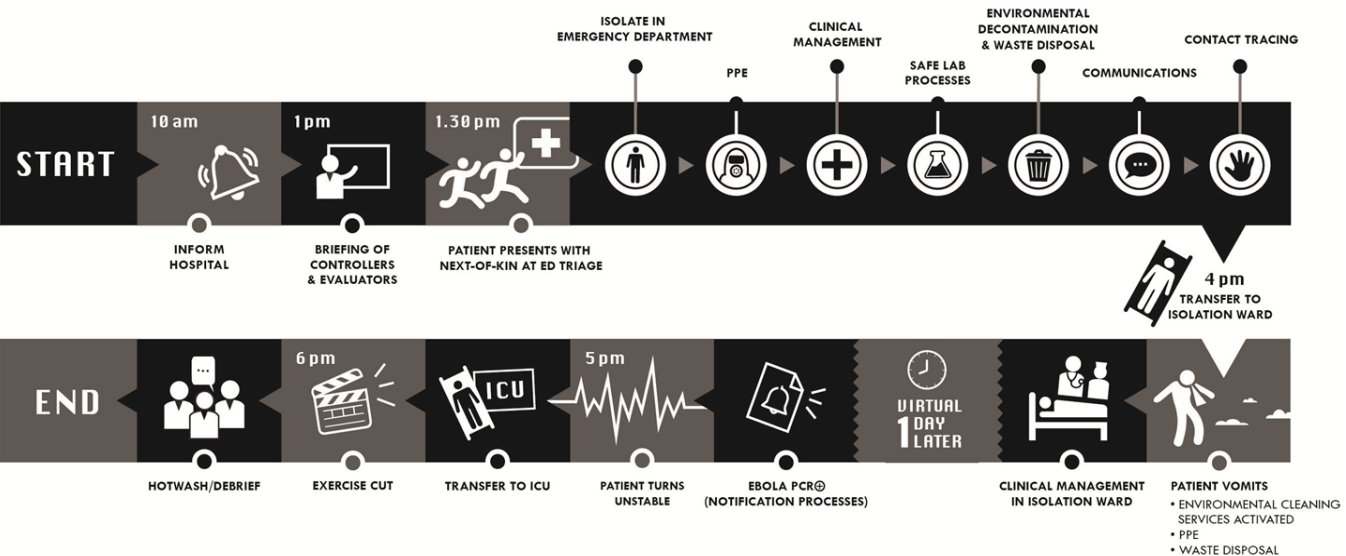 ISOLATE IN
EMERGENCY DEPARTMENT
PPE
CLINICAL
MANAGEMENT
SAFE LAB
PROCESSES
ENVIRONMENTAL
DECONTAMINATION
& WASTE DISPOSAL
COMMUNICATIONS
CONTACT TRACING
START
10 am
INFORM
HOSPITAL
1 pm
BRIEFING OF
CONTROLLERS
& EVALUATORS
1.30 pm
PATIENT PRESENTS WITH
NEXT-OF-KIN AT ED TRIAGE
4 pm
TRANSFER TO
ISOLATION WARD
PATIENT VOMITS
• ENVIRONMENTAL CLEANING
SERVICES ACTIVATED
• PPE
• WASTE DISPOSAL
CLINICAL MANAGEMENT
IN ISOLATION WARD
VIRTUAL
1 DAY
LATER
EBOLA PCR⊕
(NOTIFICATION PROCESSES)
5 pm
PATIENT TURNS
UNSTABLE
ICU
TRANSFER TO ICU
6 pm
EXERCISE CUT
HOTWASH/DEBRIEF
END